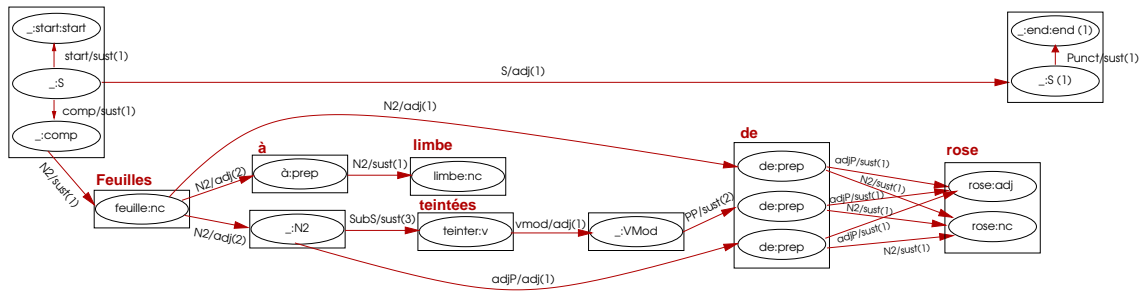 _:start:start
start/sust(1)
_:S
comp/sust(1)
_:comp
N2/sust(1)
S/adj(1)
_:end:end (1)
Punct/sust(1)
_:S (1)
N2/adj(1)
Feuilles
feuille:nc
N2/adj(2)
N2/adj(2)
à
à:prep
N2/sust(1)
limbe
limbe:nc
_:N2
SubS/sust(3)
teintées
teinter:v
vmod/adj(1)
_:VMod
PP/sust(2)
adjP/adj(1)
de
de:prep
de:prep
de:prep
adjP/sust(1)
N2/sust(1)
adjP/sust(1)
N2/sust(1)
adjP/sust(1)
N2/sust(1)
rose
rose:adj
rose:nc